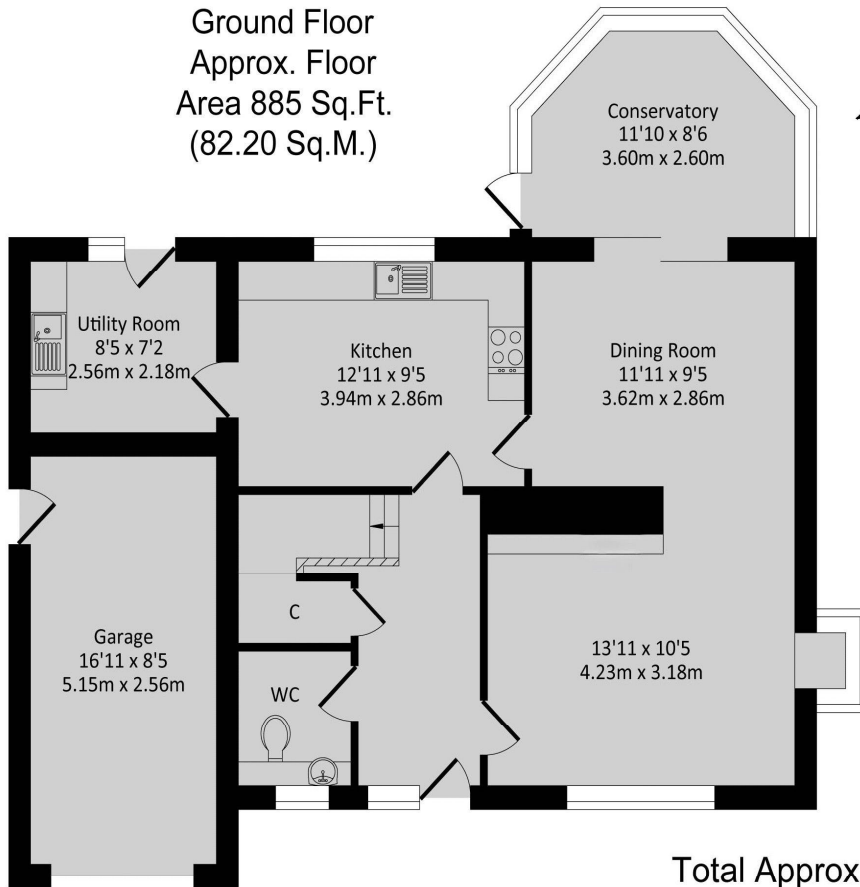 Ground Floor
Approx. Floor
Area 885 Sq.Ft.
(82.20 Sq.M.)
Conservatory
11'10 x 8'6
3.60m x 2.60m
Utility Room
8'5 x 7'2
2.56m x 2.18m
Kitchen
12'11 x 9'5
3.94m x 2.86m
Dining Room
11'11 x 9'5
3.62m x 2.86m
Garage
16'11 x 8'5
5.15m x 2.56m
C
WC
13'11 x 10'5
4.23m x 3.18m
Total Approx